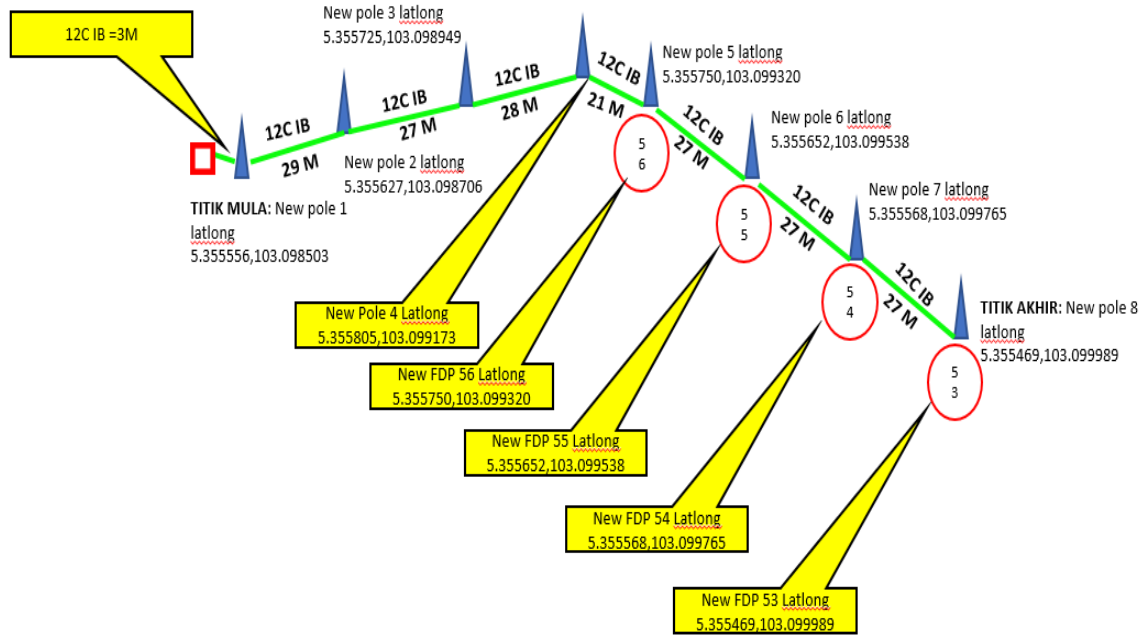 12C IB =3M
New pole 3 latlong
5.355725,103.098949
12C IB
29 M
12C IB
27 M
12C IB
28 M
12C IB
21 M
New pole 5 latlong
5.355750,103.099320
12C IB
27 M
New pole 6 latlong
5.355652,103.099538
12C IB
27 M
New pole 7 latlong
5.355568,103.099765
12C IB
27 M
New pole 2 latlong
5.355627,103.098706
TITIK MULA: New pole 1
latlong
5.355556,103.098503
5
6
5
5
5
4
5
3
TITIK AKHIR: New pole 8
latlong
5.355469,103.099989
New Pole 4 Latlong
5.355805,103.099173
New FDP 56 Latlong
5.355750,103.099320
New FDP 55 Latlong
5.355652,103.099538
New FDP 54 Latlong
5.355568,103.099765
New FDP 53 Latlong
5.355469,103.099989